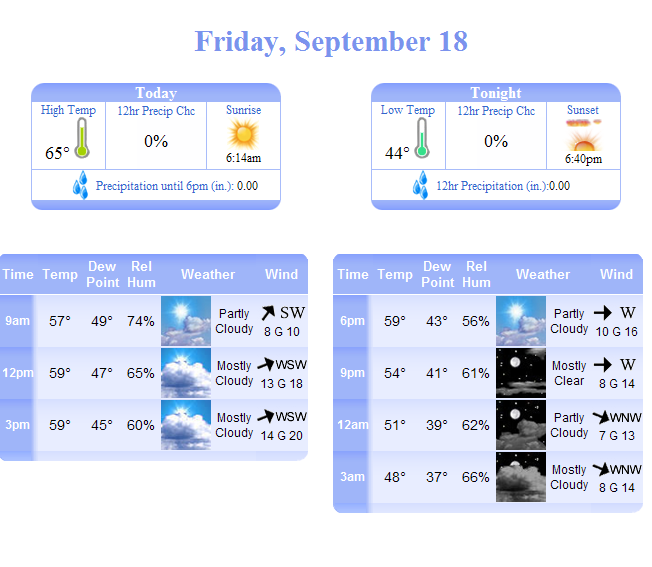 Friday, September 18
Today
High Temp 12hr Precip Chc Sunrise
65° 0% 6:14am
Precipitation until 6pm (in.): 0.00
Tonight
Low Temp 12hr Precip Chc Sunset
44° 0% 6:40pm
12hr Precipitation (in.):0.00
Time Temp Dew Point Rel Hum Weather Wind
9am 57° 49° 74% Partly Cloudy SW 8 G 10
12pm 59° 47° 65% Mostly Cloudy WSW 13 G 18
3pm 59° 45° 60% Mostly Cloudy WSW 14 G 20
Time Temp Dew Point Rel Hum Weather Wind
6pm 59° 43° 56% Partly Cloudy W 10 G 16
9pm 54° 41° 61% Mostly Clear W 8 G 14
12am 51° 39° 62% Partly Cloudy WNW 7 G 13
3am 48° 37° 66% Mostly Cloudy WNW 8 G 14